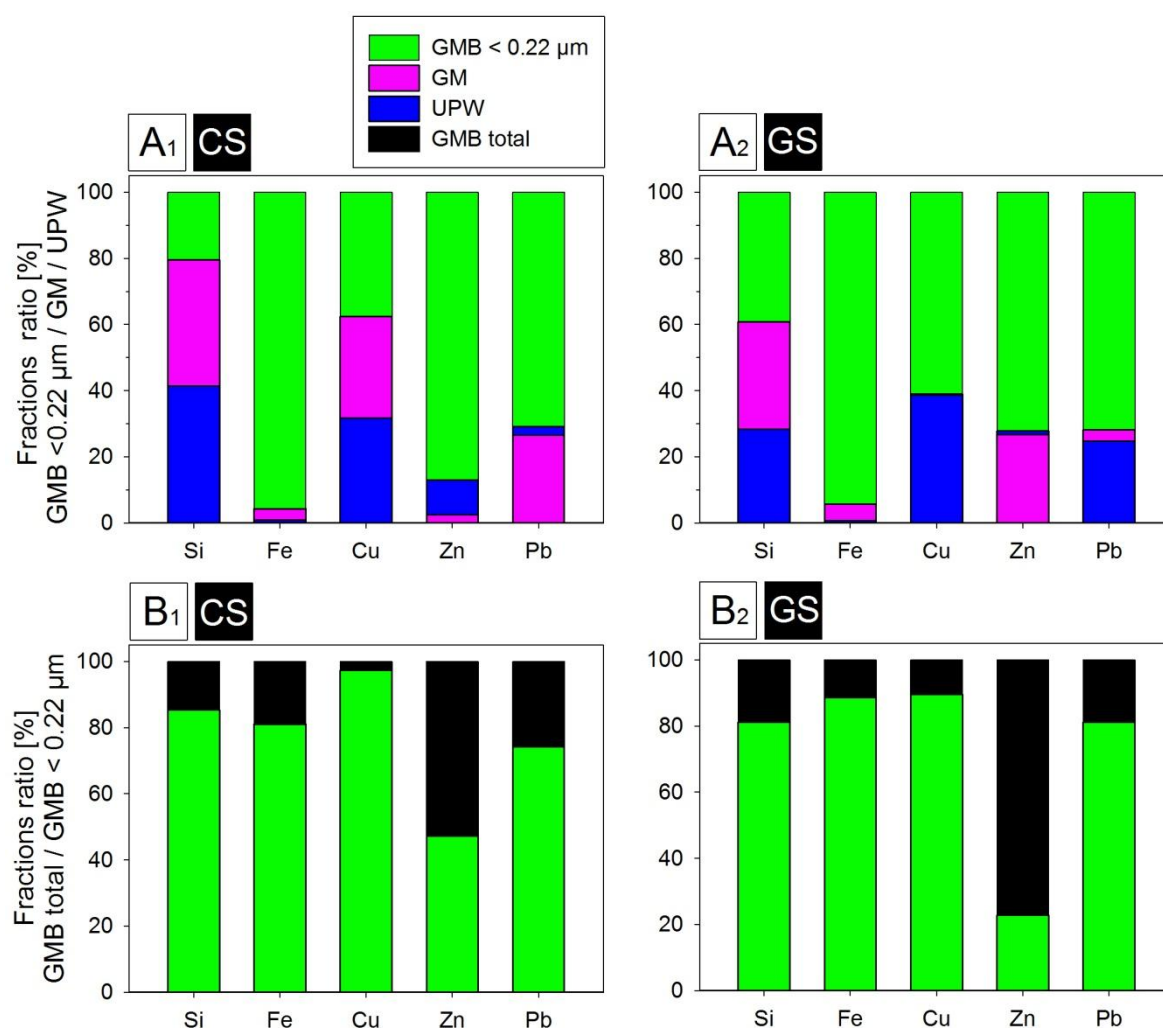 GMB < 0.22 µm
GM
UPW
GMB total
A1 CS
A2 GS
Fractions ratio [%]
GMB <0.22 µm / GM / UPW
100
80
60
40
20
0
Si Fe Cu Zn Pb
100
80
60
40
20
0
Si Fe Cu Zn Pb
B1 CS
B2 GS
Fractions ratio [%]
GMB total / GMB < 0.22 µm
100
80
60
40
20
0
Si Fe Cu Zn Pb
100
80
60
40
20
0
Si Fe Cu Zn Pb